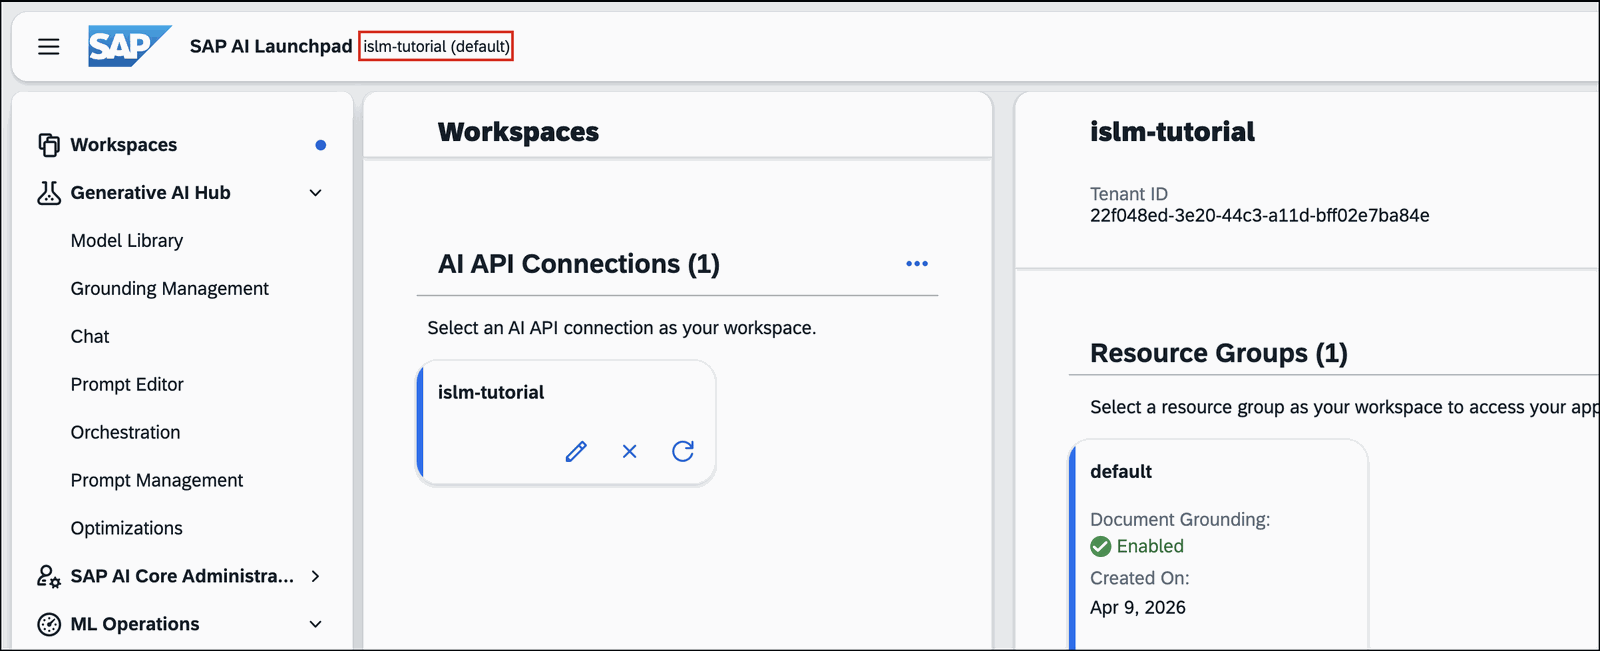 SAP SAP AI Launchpad islm-tutorial (default)
Workspaces
Generative AI Hub
Model Library
Grounding Management
Chat
Prompt Editor
Orchestration
Prompt Management
Optimizations
SAP AI Core Administra...
ML Operations
Workspaces
AI API Connections (1)
Select an AI API connection as your workspace.
islm-tutorial
islm-tutorial
Tenant ID
22f048ed-3e20-44c3-a11d-bff02e7ba84e
Resource Groups (1)
Select a resource group as your workspace to access your app
default
Document Grounding:
Enabled
Created On:
Apr 9, 2026